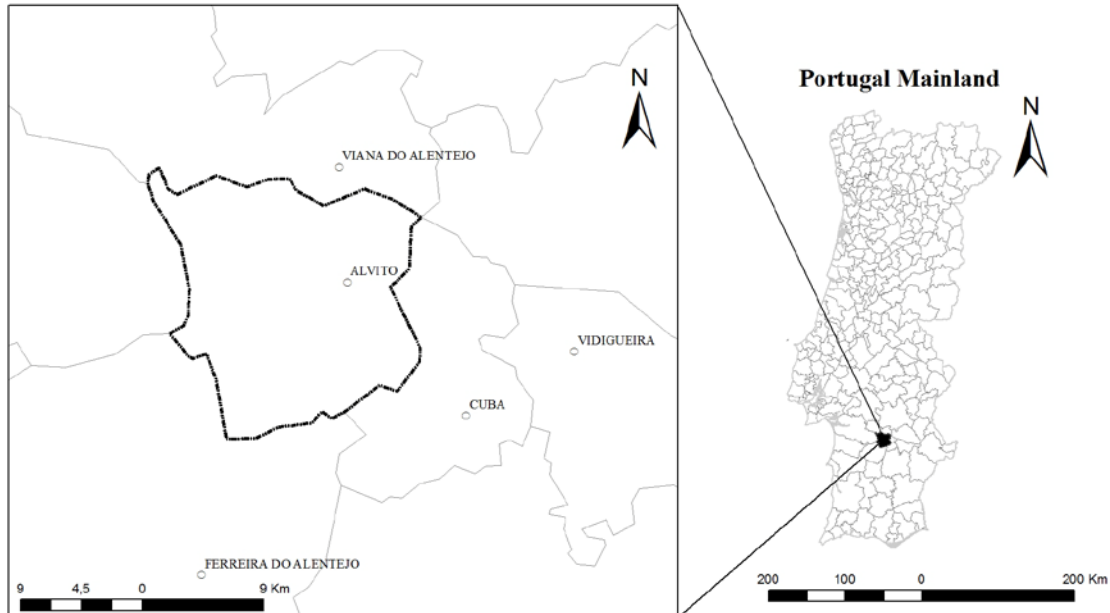 N
VIANA DO ALENTEJO
ALVITO
VIDIGUEIRA
CUBA
FERREIRA DO ALENTEJO
9 4,5 0 9 Km
Portugal Mainland
N
200 100 0 200 Km